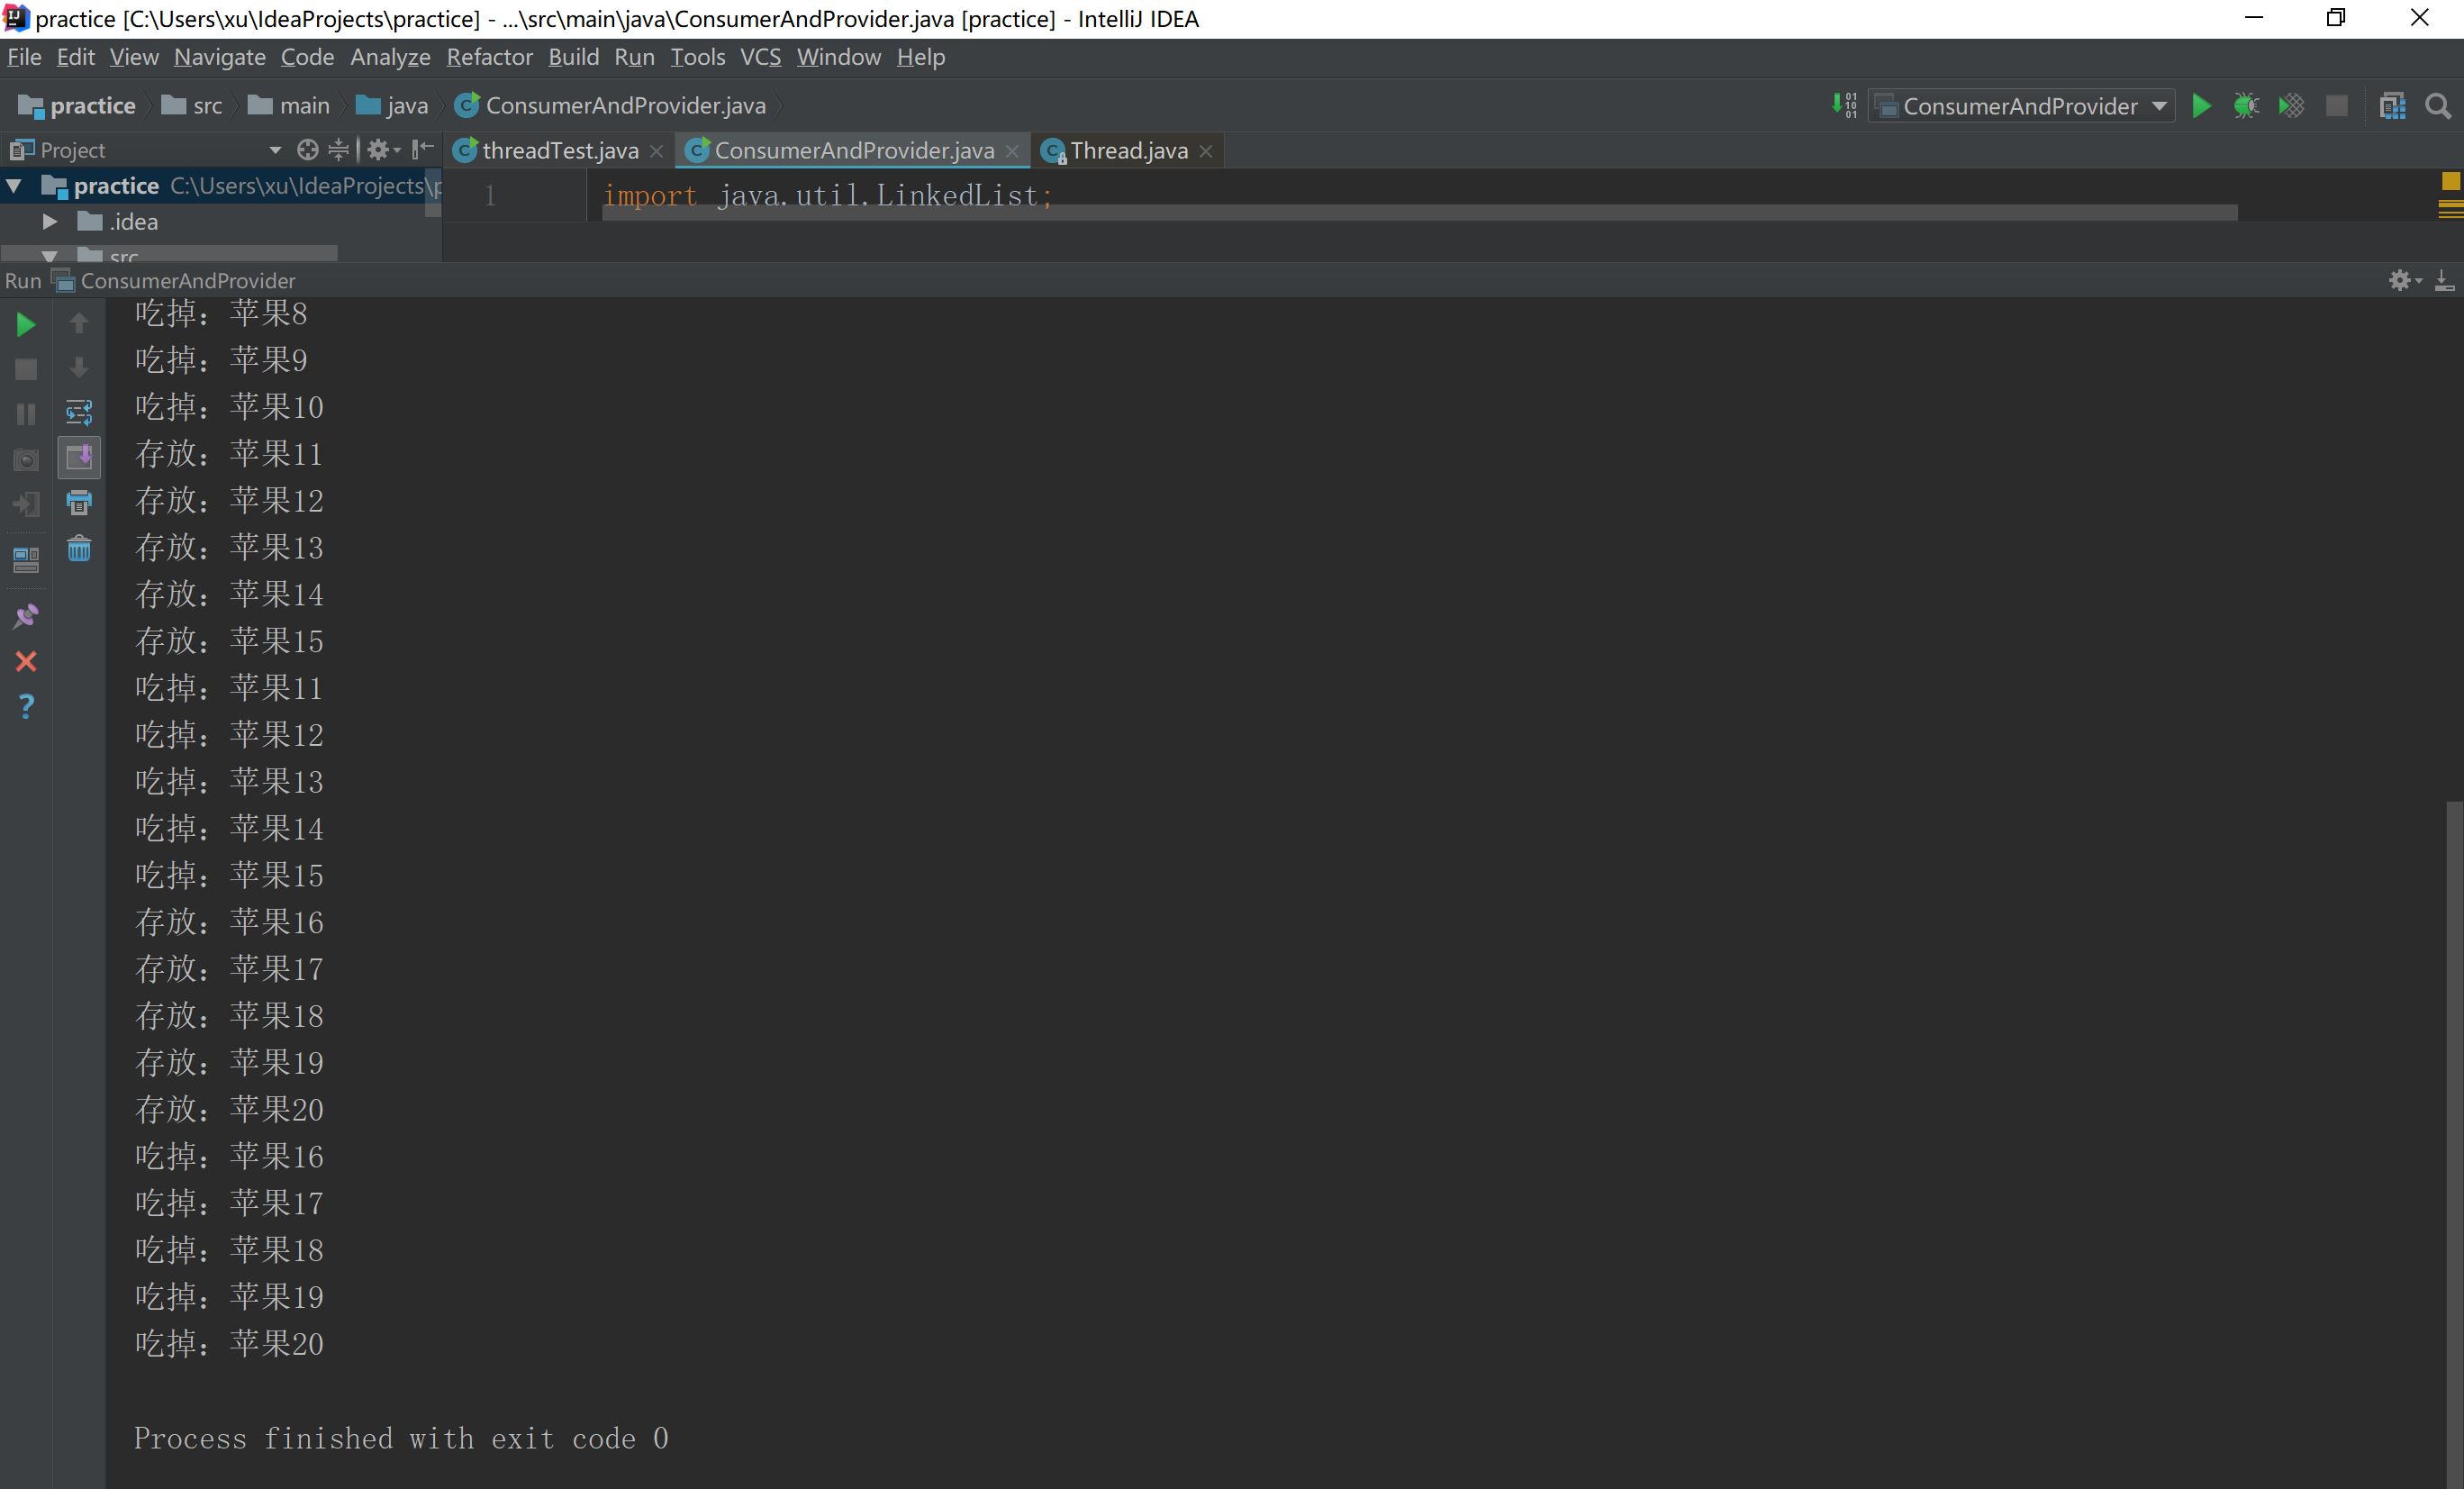 practice [C:\Users\xu\IdeaProjects\practice] - ...\src\main\java\ConsumerAndProvider.java [practice] - IntelliJ IDEA
File Edit View Navigate Code Analyze Refactor Build Run Tools VCS Window Help
practice src main java ConsumerAndProvider.java ConsumerAndProvider
Project threadTest.java ConsumerAndProvider.java Thread.java
practice C:\Users\xu\IdeaProjects\p 1 import java.util.LinkedList;
.idea
src
Run ConsumerAndProvider
吃掉：苹果8
吃掉：苹果9
吃掉：苹果10
存放：苹果11
存放：苹果12
存放：苹果13
存放：苹果14
存放：苹果15
吃掉：苹果11
吃掉：苹果12
吃掉：苹果13
吃掉：苹果14
吃掉：苹果15
存放：苹果16
存放：苹果17
存放：苹果18
存放：苹果19
存放：苹果20
吃掉：苹果16
吃掉：苹果17
吃掉：苹果18
吃掉：苹果19
吃掉：苹果20
Process finished with exit code 0